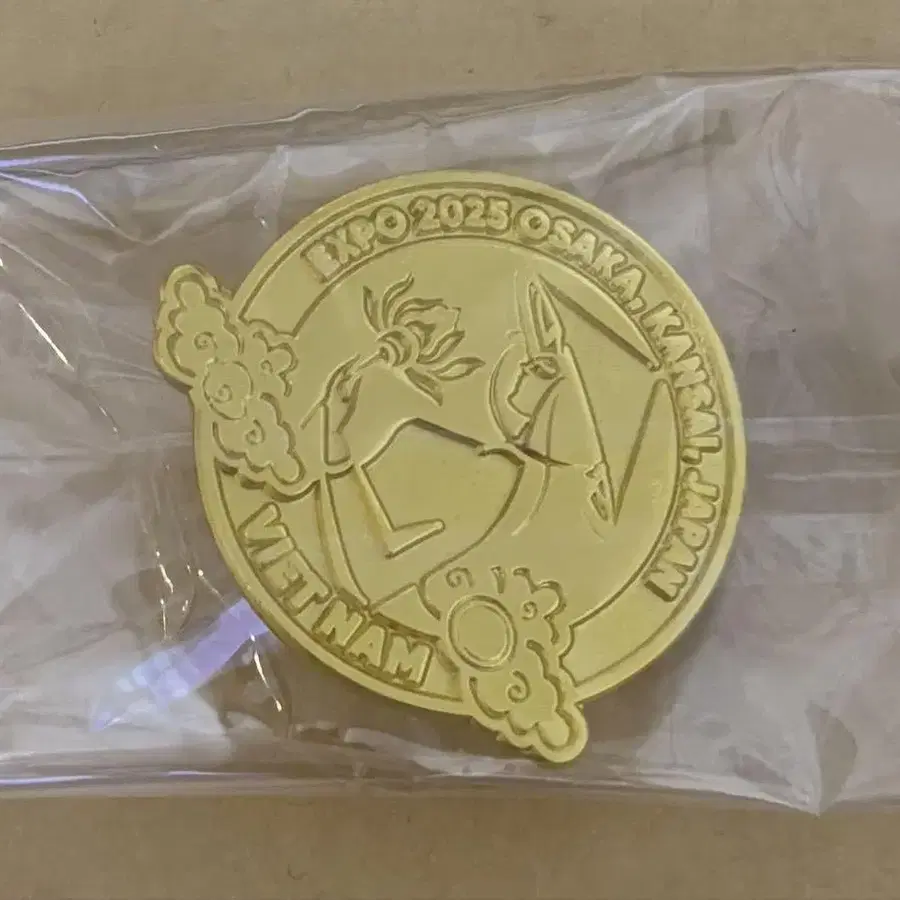 EXPO 2025 OSAKA, KANSAI, JAPAN
VIET NAM